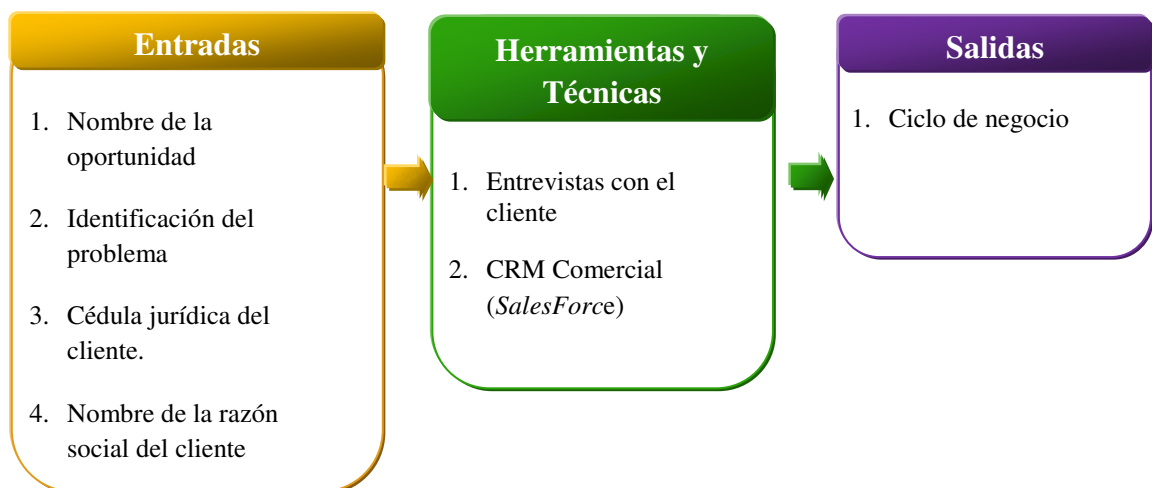 Entradas
1. Nombre de la
oportunidad
2. Identificación del
problema
3. Cédula jurídica del
cliente.
4. Nombre de la razón
social del cliente
Herramientas y
Técnicas
1. Entrevistas con el
cliente
2. CRM Comercial
(SalesForce)
Salidas
1. Ciclo de negocio